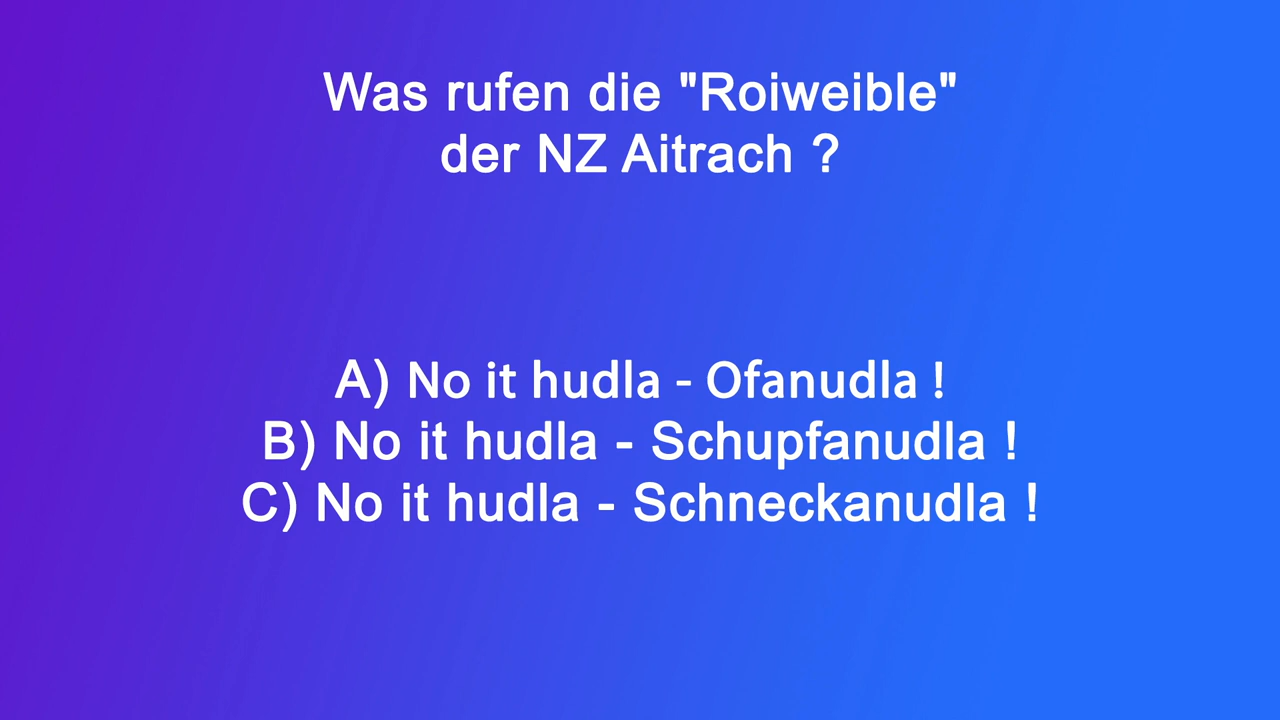 Was rufen die "Roiweible"
der NZ Aitrach ?
A) No it hudla - Ofanudla !
B) No it hudla - Schupfanudla !
C) No it hudla - Schneckanudla !